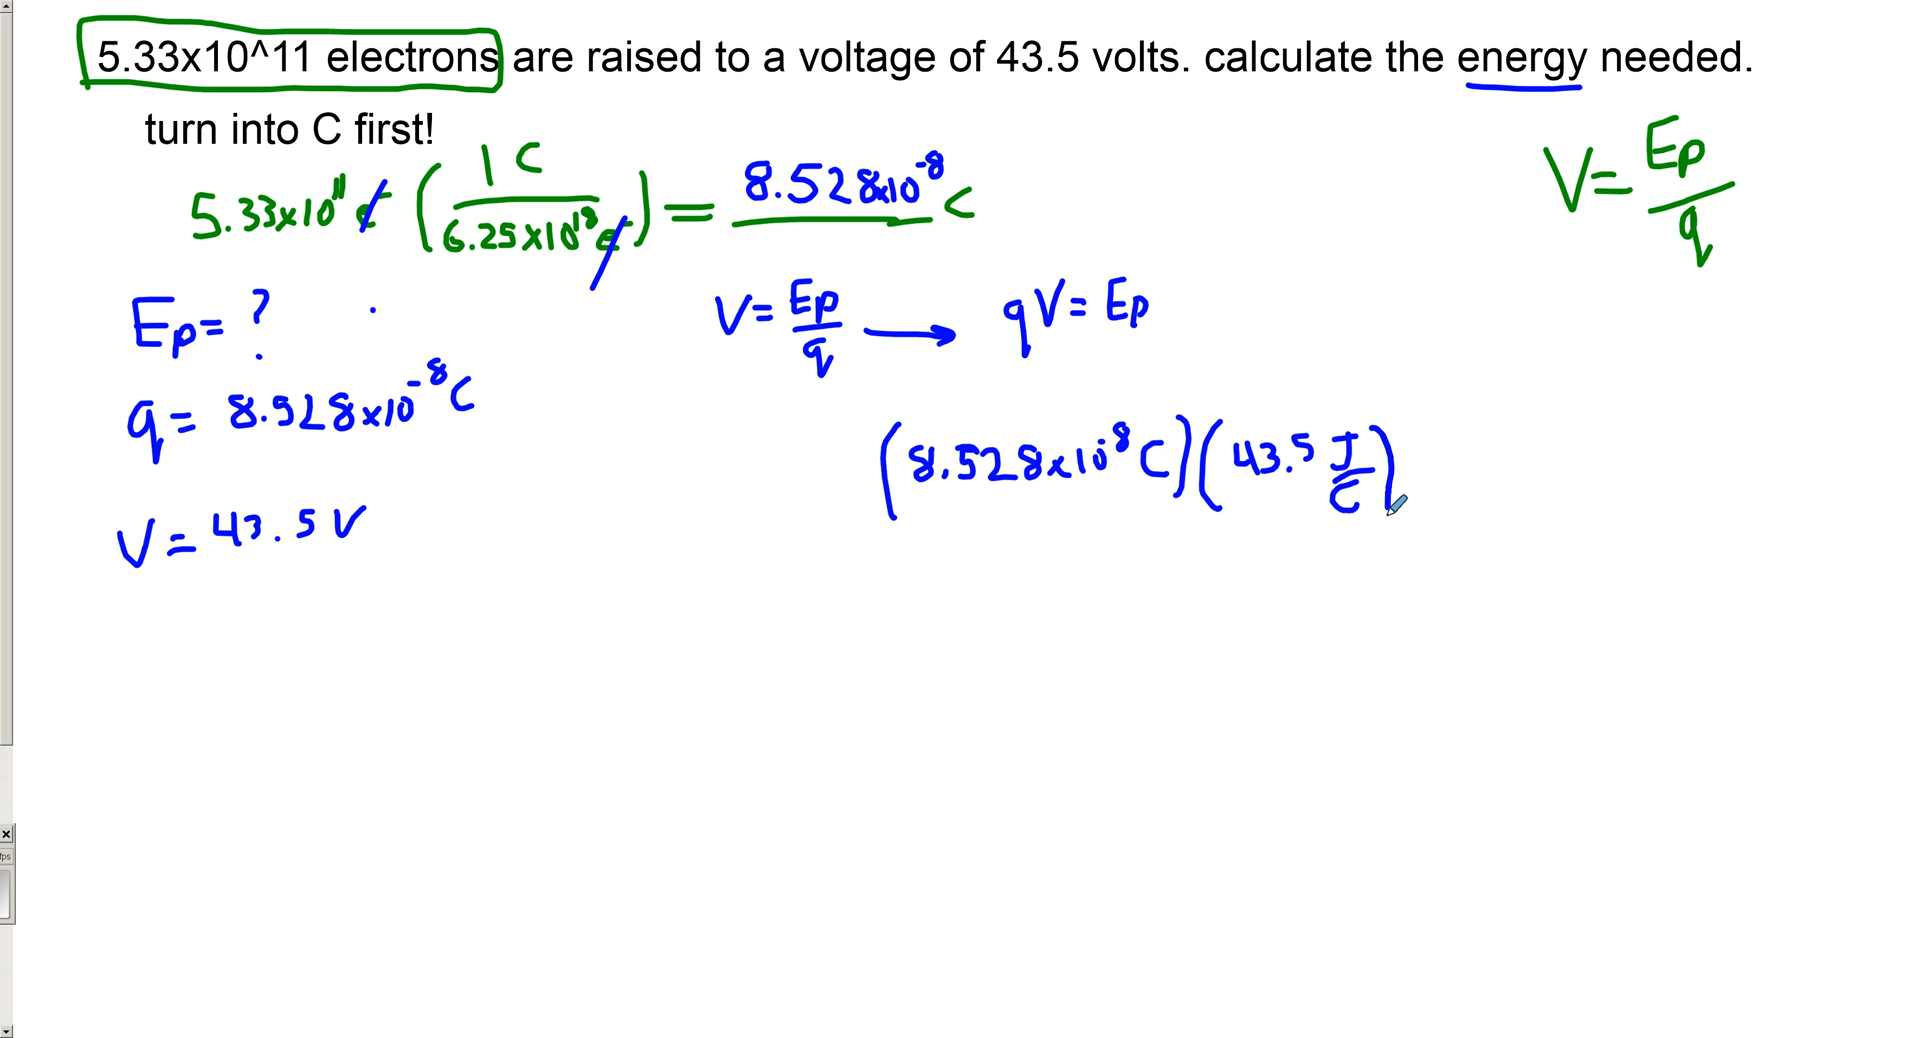 5.33x10^11 electrons are raised to a voltage of 43.5 volts. calculate the energy needed.
turn into C first!
V = Ep/q
5.33x10^11 e⁻ (1 C / 6.25x10^18 e⁻) = 8.528x10^-8 C
Ep = ?
V = Ep/q → qV = Ep
q = 8.528x10^-8 C
(8.528x10^-8 C)(43.5 J/C)
V = 43.5 V
fps